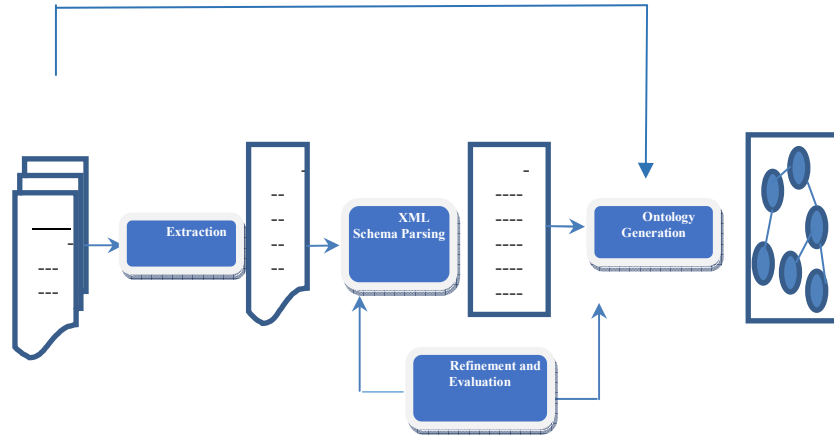 Extraction
XML
Schema Parsing
Ontology
Generation
Refinement and
Evaluation